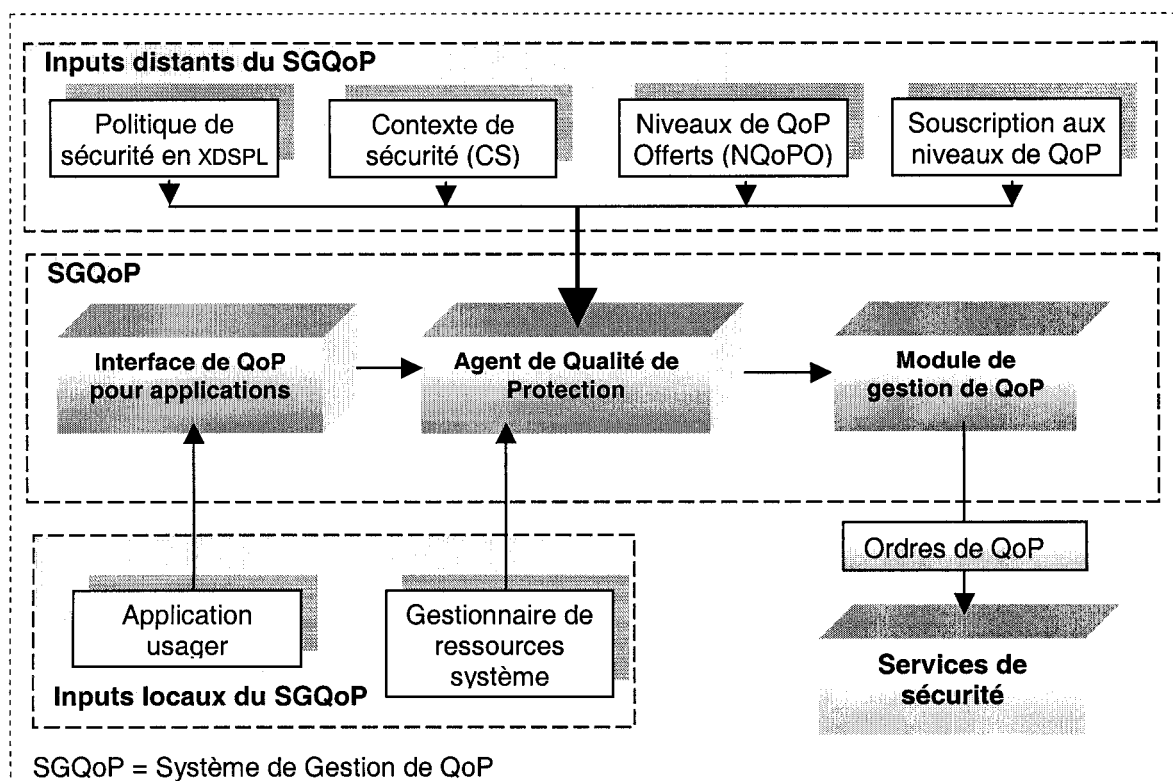 Inputs distants du SGQoP
Politique de
sécurité en XDSPL
Contexte de
sécurité (CS)
Niveaux de QoP
Offerts (NQoPO)
Souscription aux
niveaux de QoP
SGQoP
Interface de QoP
pour applications
Agent de Qualité de
Protection
Module de
gestion de QoP
Ordres de QoP
Application
usager
Gestionnaire de
ressources
système
Inputs locaux du SGQoP
Services de
sécurité
SGQoP = Système de Gestion de QoP